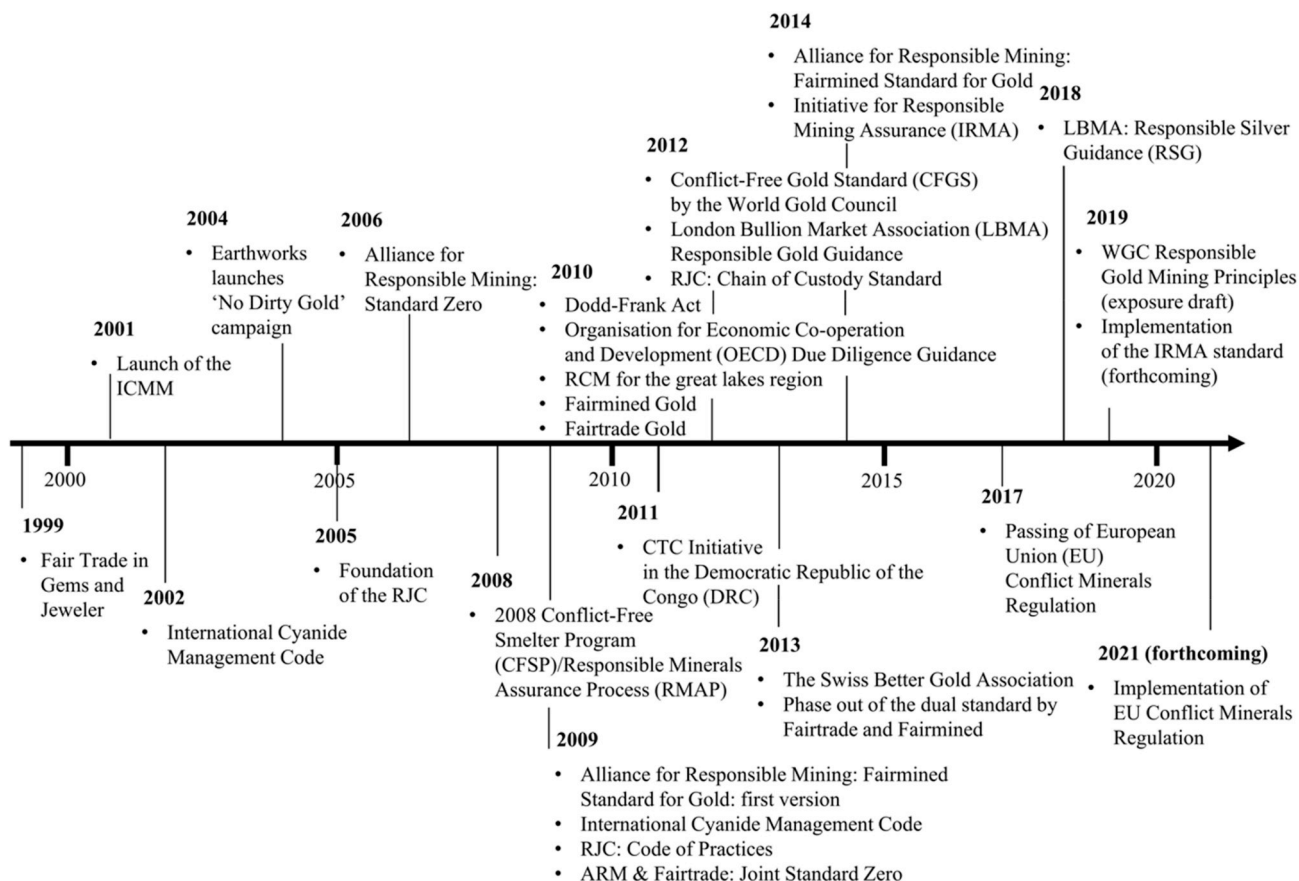 2014
• Alliance for Responsible Mining:
Fairmined Standard for Gold
• Initiative for Responsible
Mining Assurance (IRMA)
2018
• LBMA: Responsible Silver
Guidance (RSG)
2012
• Conflict-Free Gold Standard (CFGS)
by the World Gold Council
• London Bullion Market Association (LBMA)
Responsible Gold Guidance
• RJC: Chain of Custody Standard
2004
• Earthworks
launches
‘No Dirty Gold’
campaign
2006
• Alliance for
Responsible Mining:
Standard Zero
2019
• WGC Responsible
Gold Mining Principles
(exposure draft)
• Implementation
of the IRMA standard
(forthcoming)
2010
• Dodd-Frank Act
• Organisation for Economic Co-operation
and Development (OECD) Due Diligence Guidance
• RCM for the great lakes region
• Fairmined Gold
• Fairtrade Gold
2001
• Launch of the
ICMM
2000
2005
2010
2015
2020
1999
• Fair Trade in
Gems and
Jeweler
2002
• International Cyanide
Management Code
2005
• Foundation
of the RJC
2008
• 2008 Conflict-Free
Smelter Program
(CFSP)/Responsible Minerals
Assurance Process (RMAP)
2011
• CTC Initiative
in the Democratic Republic of the
Congo (DRC)
2017
• Passing of European
Union (EU)
Conflict Minerals
Regulation
2013
• The Swiss Better Gold Association
• Phase out of the dual standard by
Fairtrade and Fairmined
2021 (forthcoming)
• Implementation of
EU Conflict Minerals
Regulation
2009
• Alliance for Responsible Mining: Fairmined
Standard for Gold: first version
• International Cyanide Management Code
• RJC: Code of Practices
• ARM & Fairtrade: Joint Standard Zero